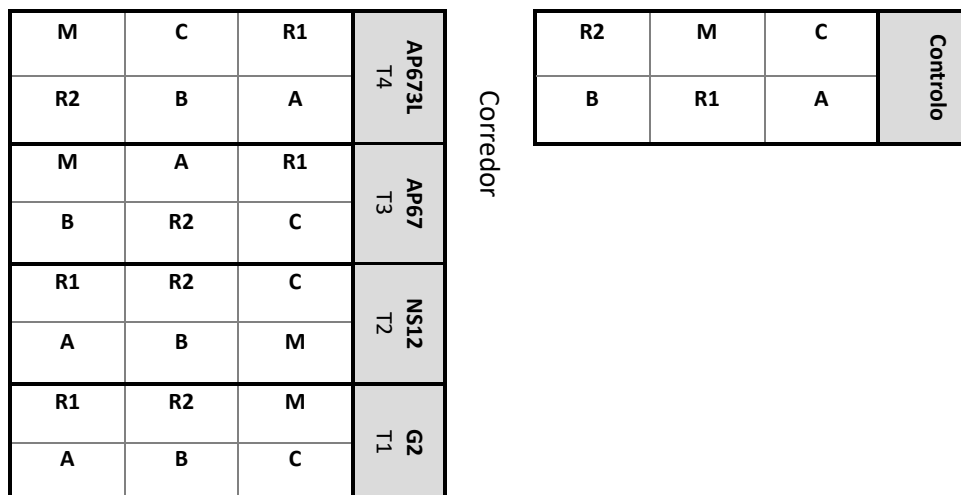 M C R1
R2 B A
AP673L
T4
M A R1
B R2 C
AP67
T3
R1 R2 C
A B M
NS12
T2
R1 R2 M
A B C
G2
T1
Corredor
R2 M C
B R1 A
Controlo